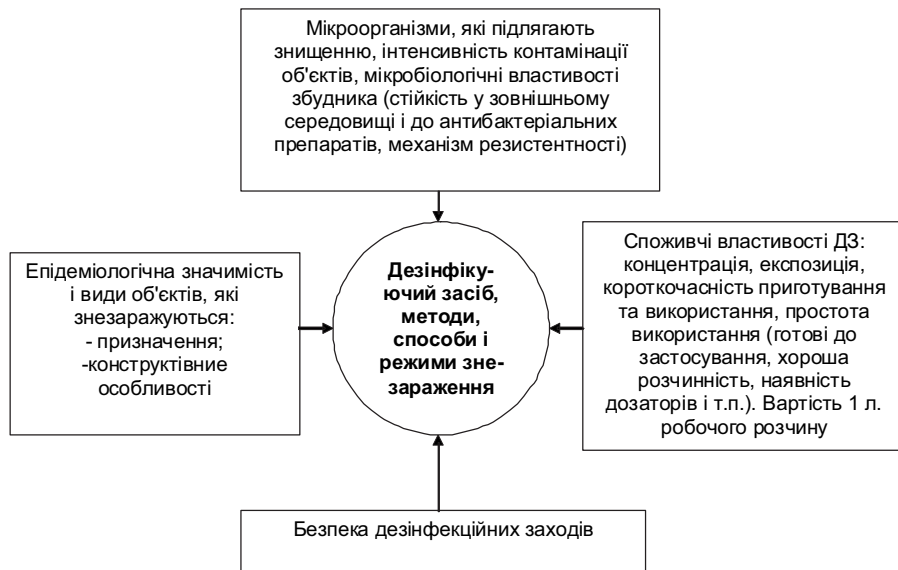 Мікроорганізми, які підлягають
знищенню, інтенсивність контамінації
об'єктів, мікробіологічні властивості
збудника (стійкість у зовнішньому
середовищі і до антибактеріальних
препаратів, механізм резистентності)
Епідеміологічна значимість
і види об'єктів, які
знезаражуються:
- призначення;
-конструктівние
особливості
Дезінфіку-
ючий засіб,
методи,
способи і
режими зне-
зараження
Споживчі властивості ДЗ:
концентрація, експозиція,
короткочасність приготування
та використання, простота
використання (готові до
застосування, хороша
розчинність, наявність
дозаторів і т.п.). Вартість 1 л.
робочого розчину
Безпека дезінфекційних заходів